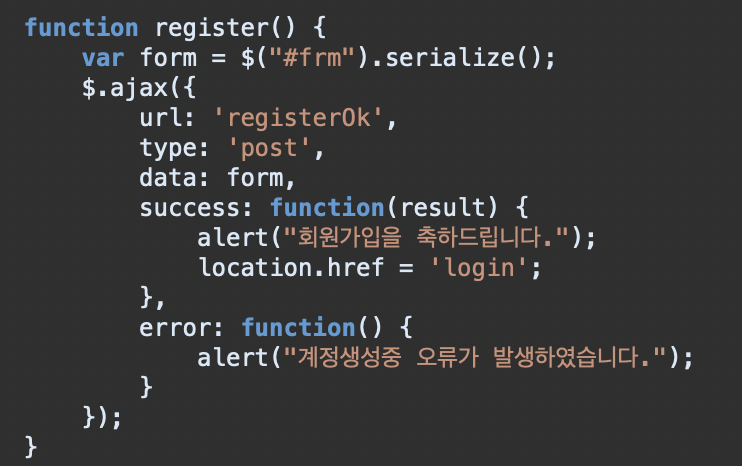 function register() {
    var form = $("#frm").serialize();
    $.ajax({
        url: 'registerOk',
        type: 'post',
        data: form,
        success: function(result) {
            alert("회원가입을 축하드립니다.");
            location.href = 'login';
        },
        error: function() {
            alert("계정생성중 오류가 발생하였습니다.");
        }
    });
}